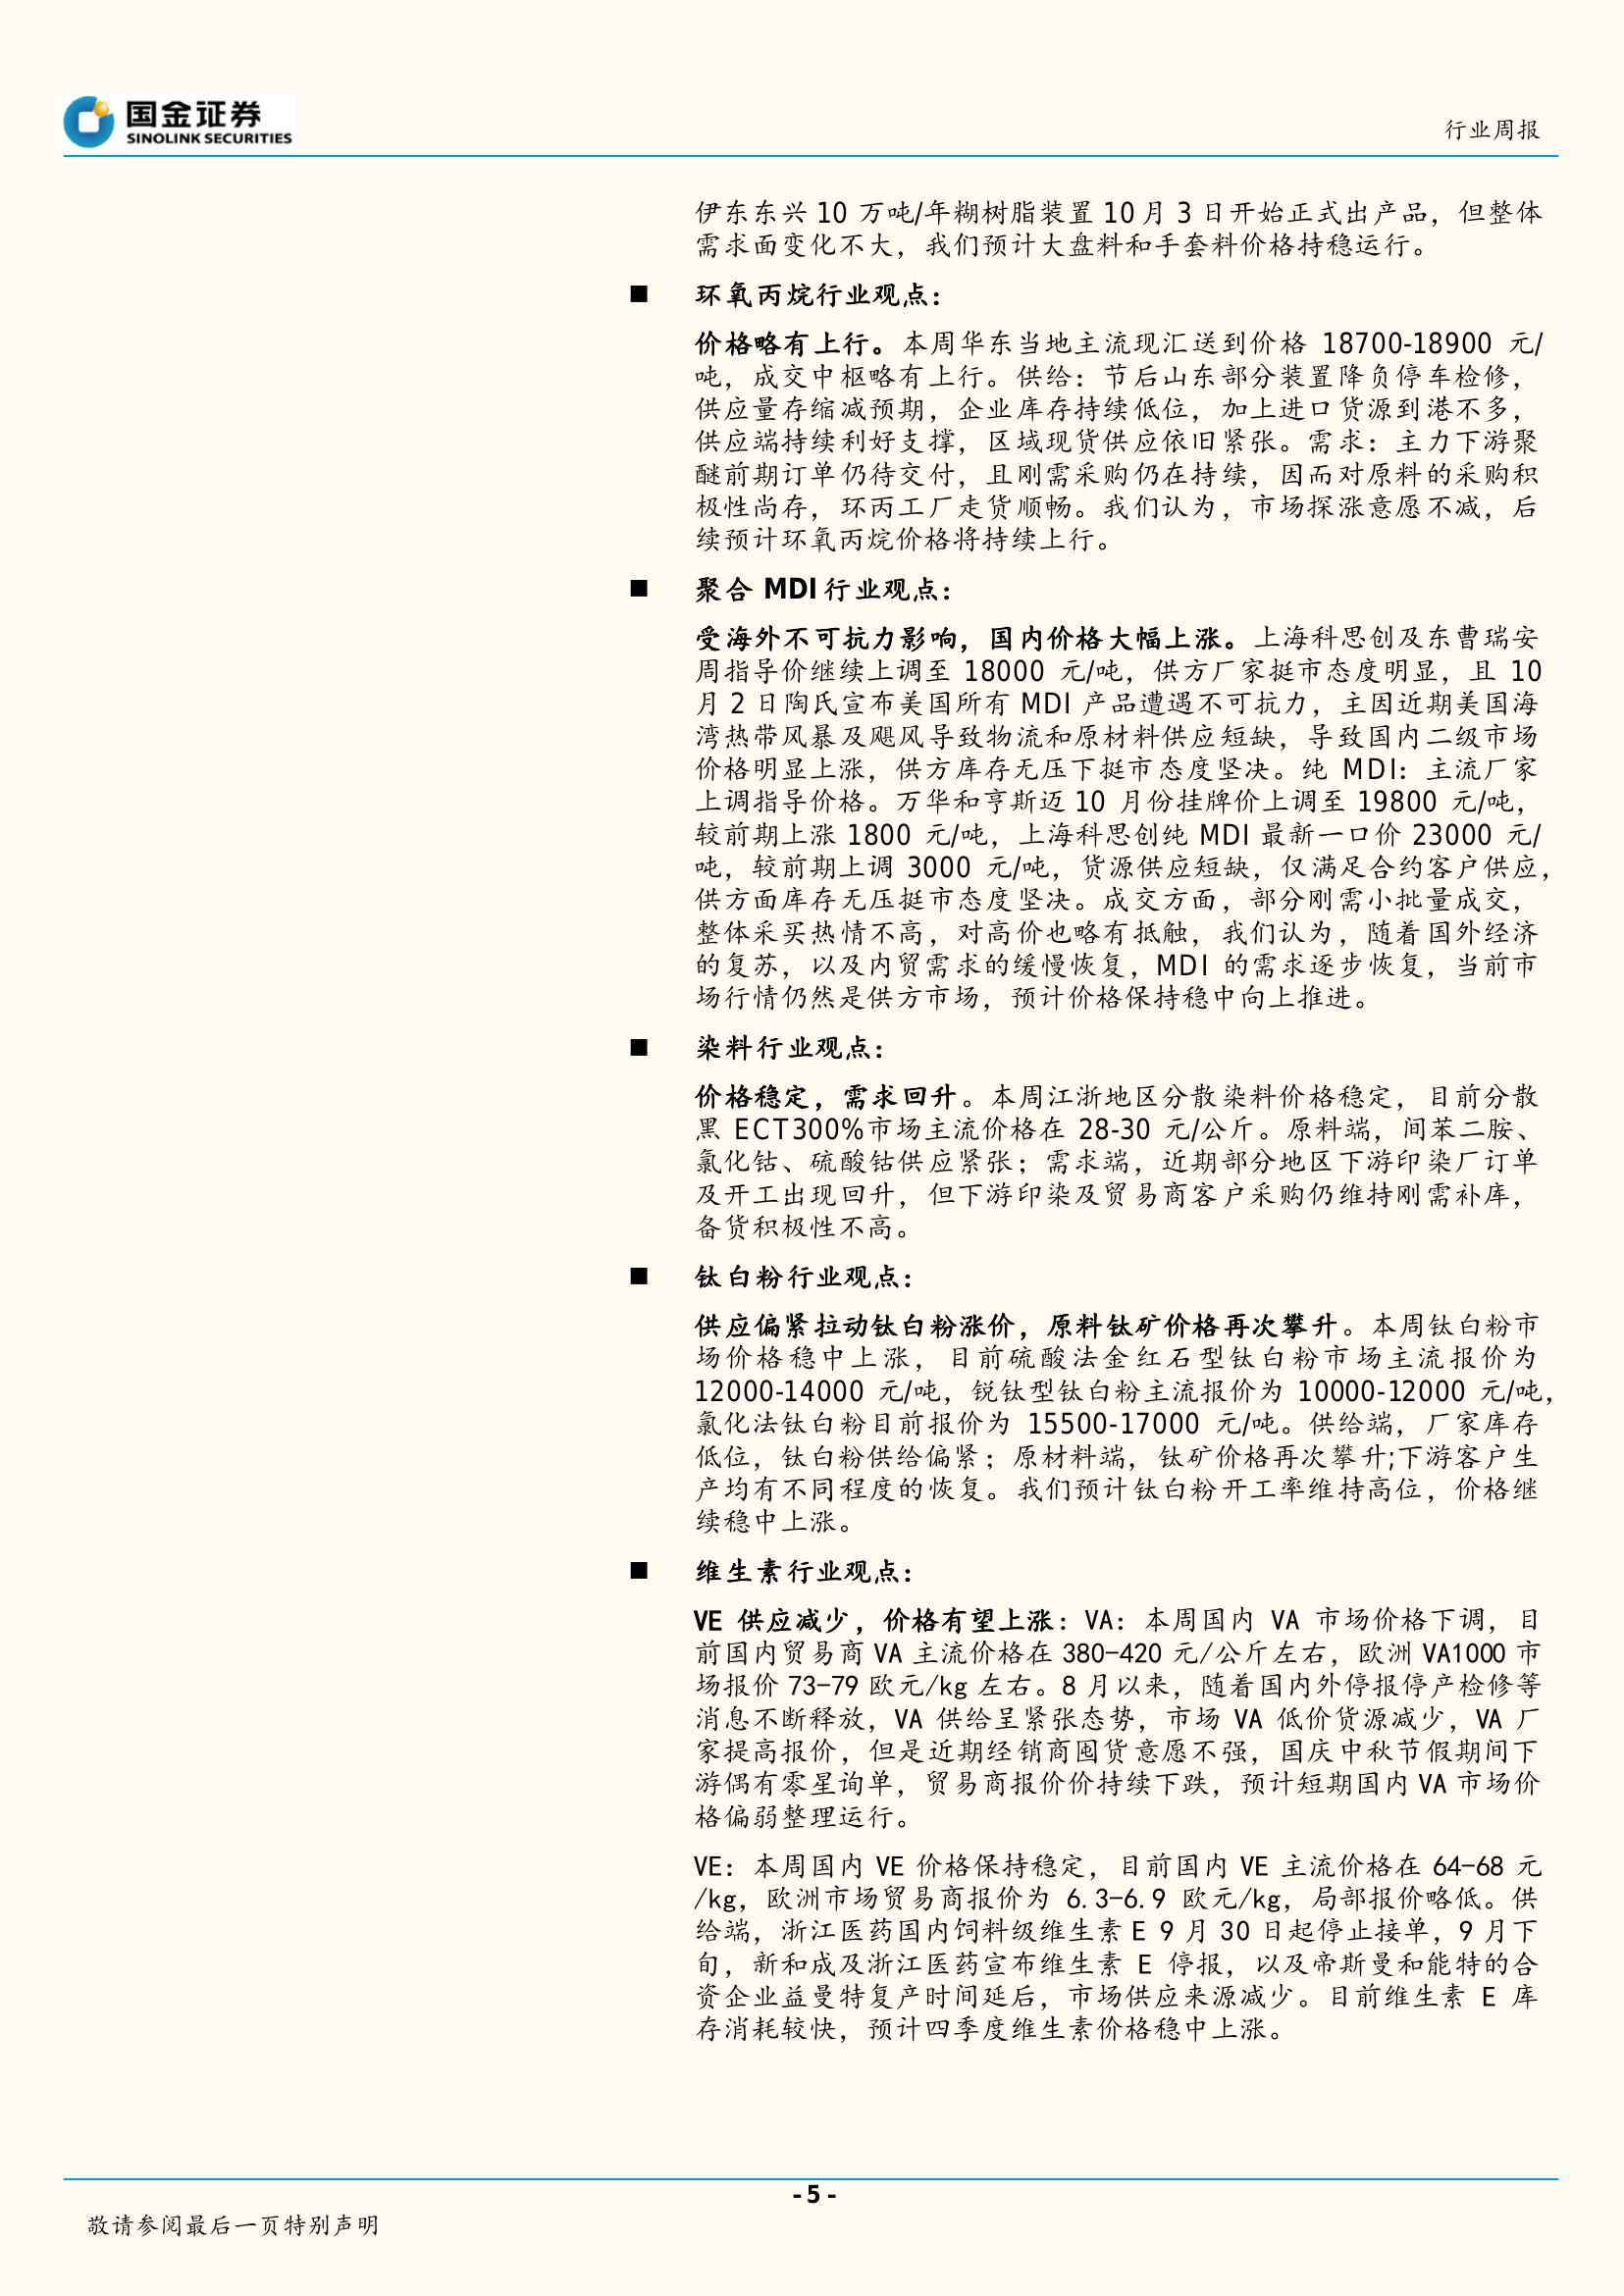 国金证券
SINOLINK SECURITIES
行业周报
伊东东兴 10 万吨/年糊树脂装置 10 月 3 日开始正式出产品，但整体
需求面变化不大，我们预计大盘料和手套料价格持稳运行。
■ 环氧丙烷行业观点：
价格略有上行。本周华东当地主流现汇送到价格 18700-18900 元/
吨，成交中枢略有上行。供给：节后山东部分装置降负停车检修，
供应量存缩减预期，企业库存持续低位，加上进口货源到港不多，
供应端持续利好支撑，区域现货供应依旧紧张。需求：主力下游聚
醚前期订单仍待交付，且刚需采购仍在持续，因而对原料的采购积
极性尚存，环丙工厂走货顺畅。我们认为，市场探涨意愿不减，后
续预计环氧丙烷价格将持续上行。
■ 聚合 MDI 行业观点：
受海外不可抗力影响，国内价格大幅上涨。上海科思创及东曹瑞安
周指导价继续上调至 18000 元/吨，供方厂家挺市态度明显，且 10
月 2 日陶氏宣布美国所有 MDI 产品遭遇不可抗力，主因近期美国海
湾热带风暴及飓风导致物流和原材料供应短缺，导致国内二级市场
价格明显上涨，供方库存无压下挺市态度坚决。纯 MDI：主流厂家
上调指导价格。万华和亨斯迈 10 月份挂牌价上调至 19800 元/吨，
较前期上涨 1800 元/吨，上海科思创纯 MDI 最新一口价 23000 元/
吨，较前期上调 3000 元/吨，货源供应短缺，仅满足合约客户供应，
供方面库存无压挺市态度坚决。成交方面，部分刚需小批量成交，
整体采买热情不高，对高价也略有抵触，我们认为，随着国外经济
的复苏，以及内贸需求的缓慢恢复，MDI 的需求逐步恢复，当前市
场行情仍然是供方市场，预计价格保持稳中向上推进。
■ 染料行业观点：
价格稳定，需求回升。本周江浙地区分散染料价格稳定，目前分散
黑 ECT300%市场主流价格在 28-30 元/公斤。原料端，间苯二胺、
氯化钴、硫酸钴供应紧张；需求端，近期部分地区下游印染厂订单
及开工出现回升，但下游印染及贸易商客户采购仍维持刚需补库，
备货积极性不高。
■ 钛白粉行业观点：
供应偏紧拉动钛白粉涨价，原料钛矿价格再次攀升。本周钛白粉市
场价格稳中上涨，目前硫酸法金红石型钛白粉市场主流报价为
12000-14000 元/吨，锐钛型钛白粉主流报价为 10000-12000 元/吨，
氯化法钛白粉目前报价为 15500-17000 元/吨。供给端，厂家库存
低位，钛白粉供给偏紧；原材料端，钛矿价格再次攀升;下游客户生
产均有不同程度的恢复。我们预计钛白粉开工率维持高位，价格继
续稳中上涨。
■ 维生素行业观点：
VE 供应减少，价格有望上涨：VA：本周国内 VA 市场价格下调，目
前国内贸易商 VA 主流价格在 380-420 元/公斤左右，欧洲 VA1000 市
场报价 73-79 欧元/kg 左右。8 月以来，随着国内外停报停产检修等
消息不断释放，VA 供给呈紧张态势，市场 VA 低价货源减少，VA 厂
家提高报价，但是近期经销商囤货意愿不强，国庆中秋节假期间下
游偶有零星询单，贸易商报价价持续下跌，预计短期国内 VA 市场价
格偏弱整理运行。
VE：本周国内 VE 价格保持稳定，目前国内 VE 主流价格在 64-68 元
/kg，欧洲市场贸易商报价为 6.3-6.9 欧元/kg，局部报价略低。供
给端，浙江医药国内饲料级维生素 E 9 月 30 日起停止接单，9 月下
旬，新和成及浙江医药宣布维生素 E 停报，以及帝斯曼和能特的合
资企业益曼特复产时间延后，市场供应来源减少。目前维生素 E 库
存消耗较快，预计四季度维生素价格稳中上涨。
- 5 -
敬请参阅最后一页特别声明